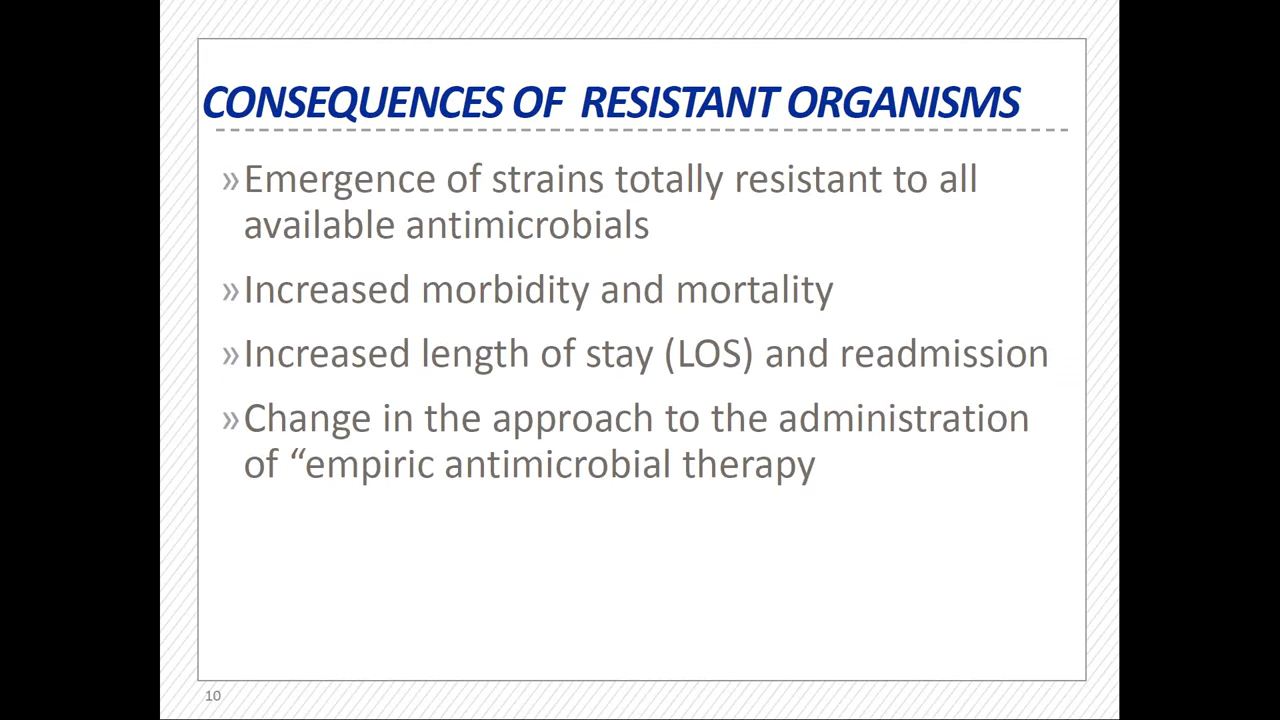 CONSEQUENCES OF RESISTANT ORGANISMS
»Emergence of strains totally resistant to all
available antimicrobials
»Increased morbidity and mortality
»Increased length of stay (LOS) and readmission
»Change in the approach to the administration
of “empiric antimicrobial therapy
10